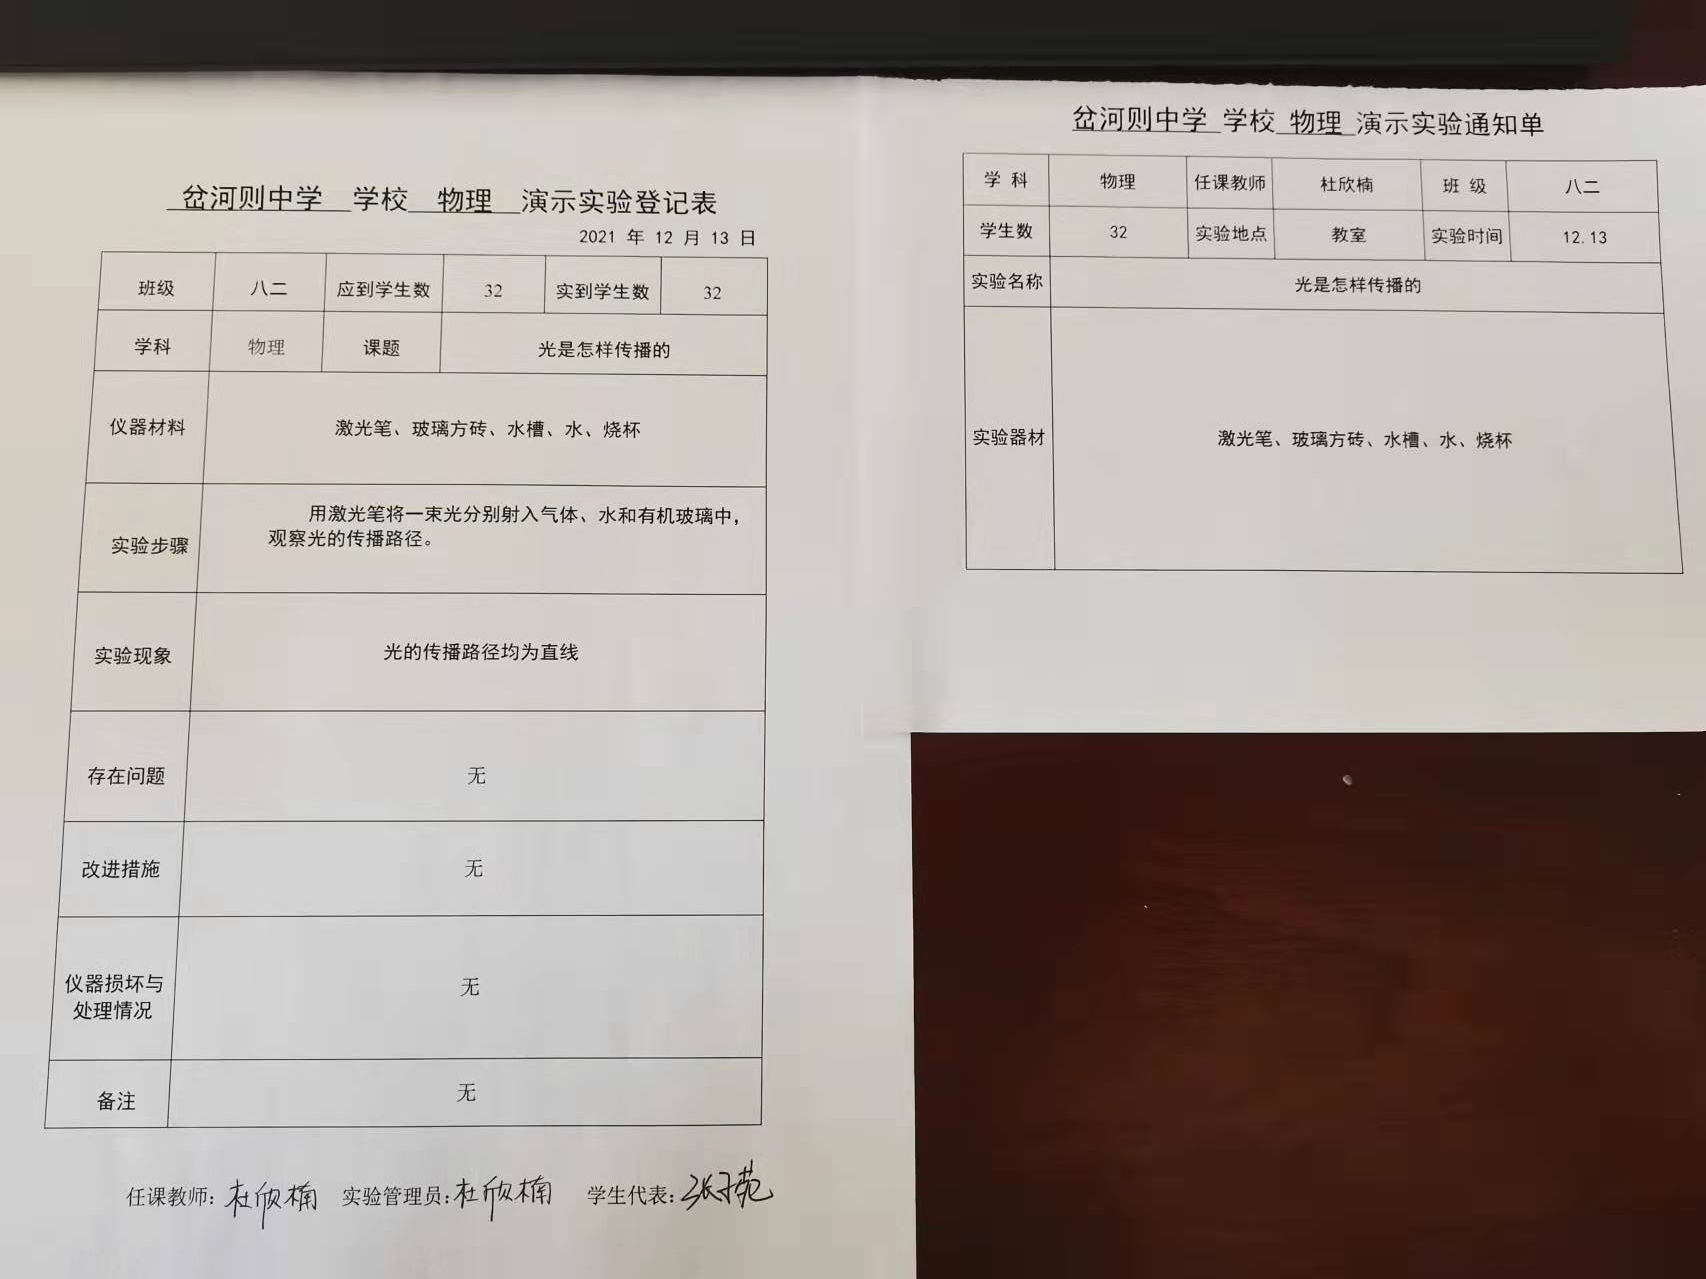 岔河则中学 学校 物理 演示实验登记表
2021 年 12 月 13 日
班级 八二 应到学生数 32 实到学生数 32
学科 物理 课题 光是怎样传播的
仪器材料 激光笔、玻璃方砖、水槽、水、烧杯
实验步骤 用激光笔将一束光分别射入气体、水和有机玻璃中，
观察光的传播路径。
实验现象 光的传播路径均为直线
存在问题 无
改进措施 无
仪器损坏与
处理情况 无
备注 无
任课教师：杜欣楠 实验管理员：杜欣楠 学生代表：张子苑
岔河则中学 学校 物理 演示实验通知单
学 科 物理 任课教师 杜欣楠 班 级 八二
学生数 32 实验地点 教室 实验时间 12.13
实验名称 光是怎样传播的
实验器材 激光笔、玻璃方砖、水槽、水、烧杯